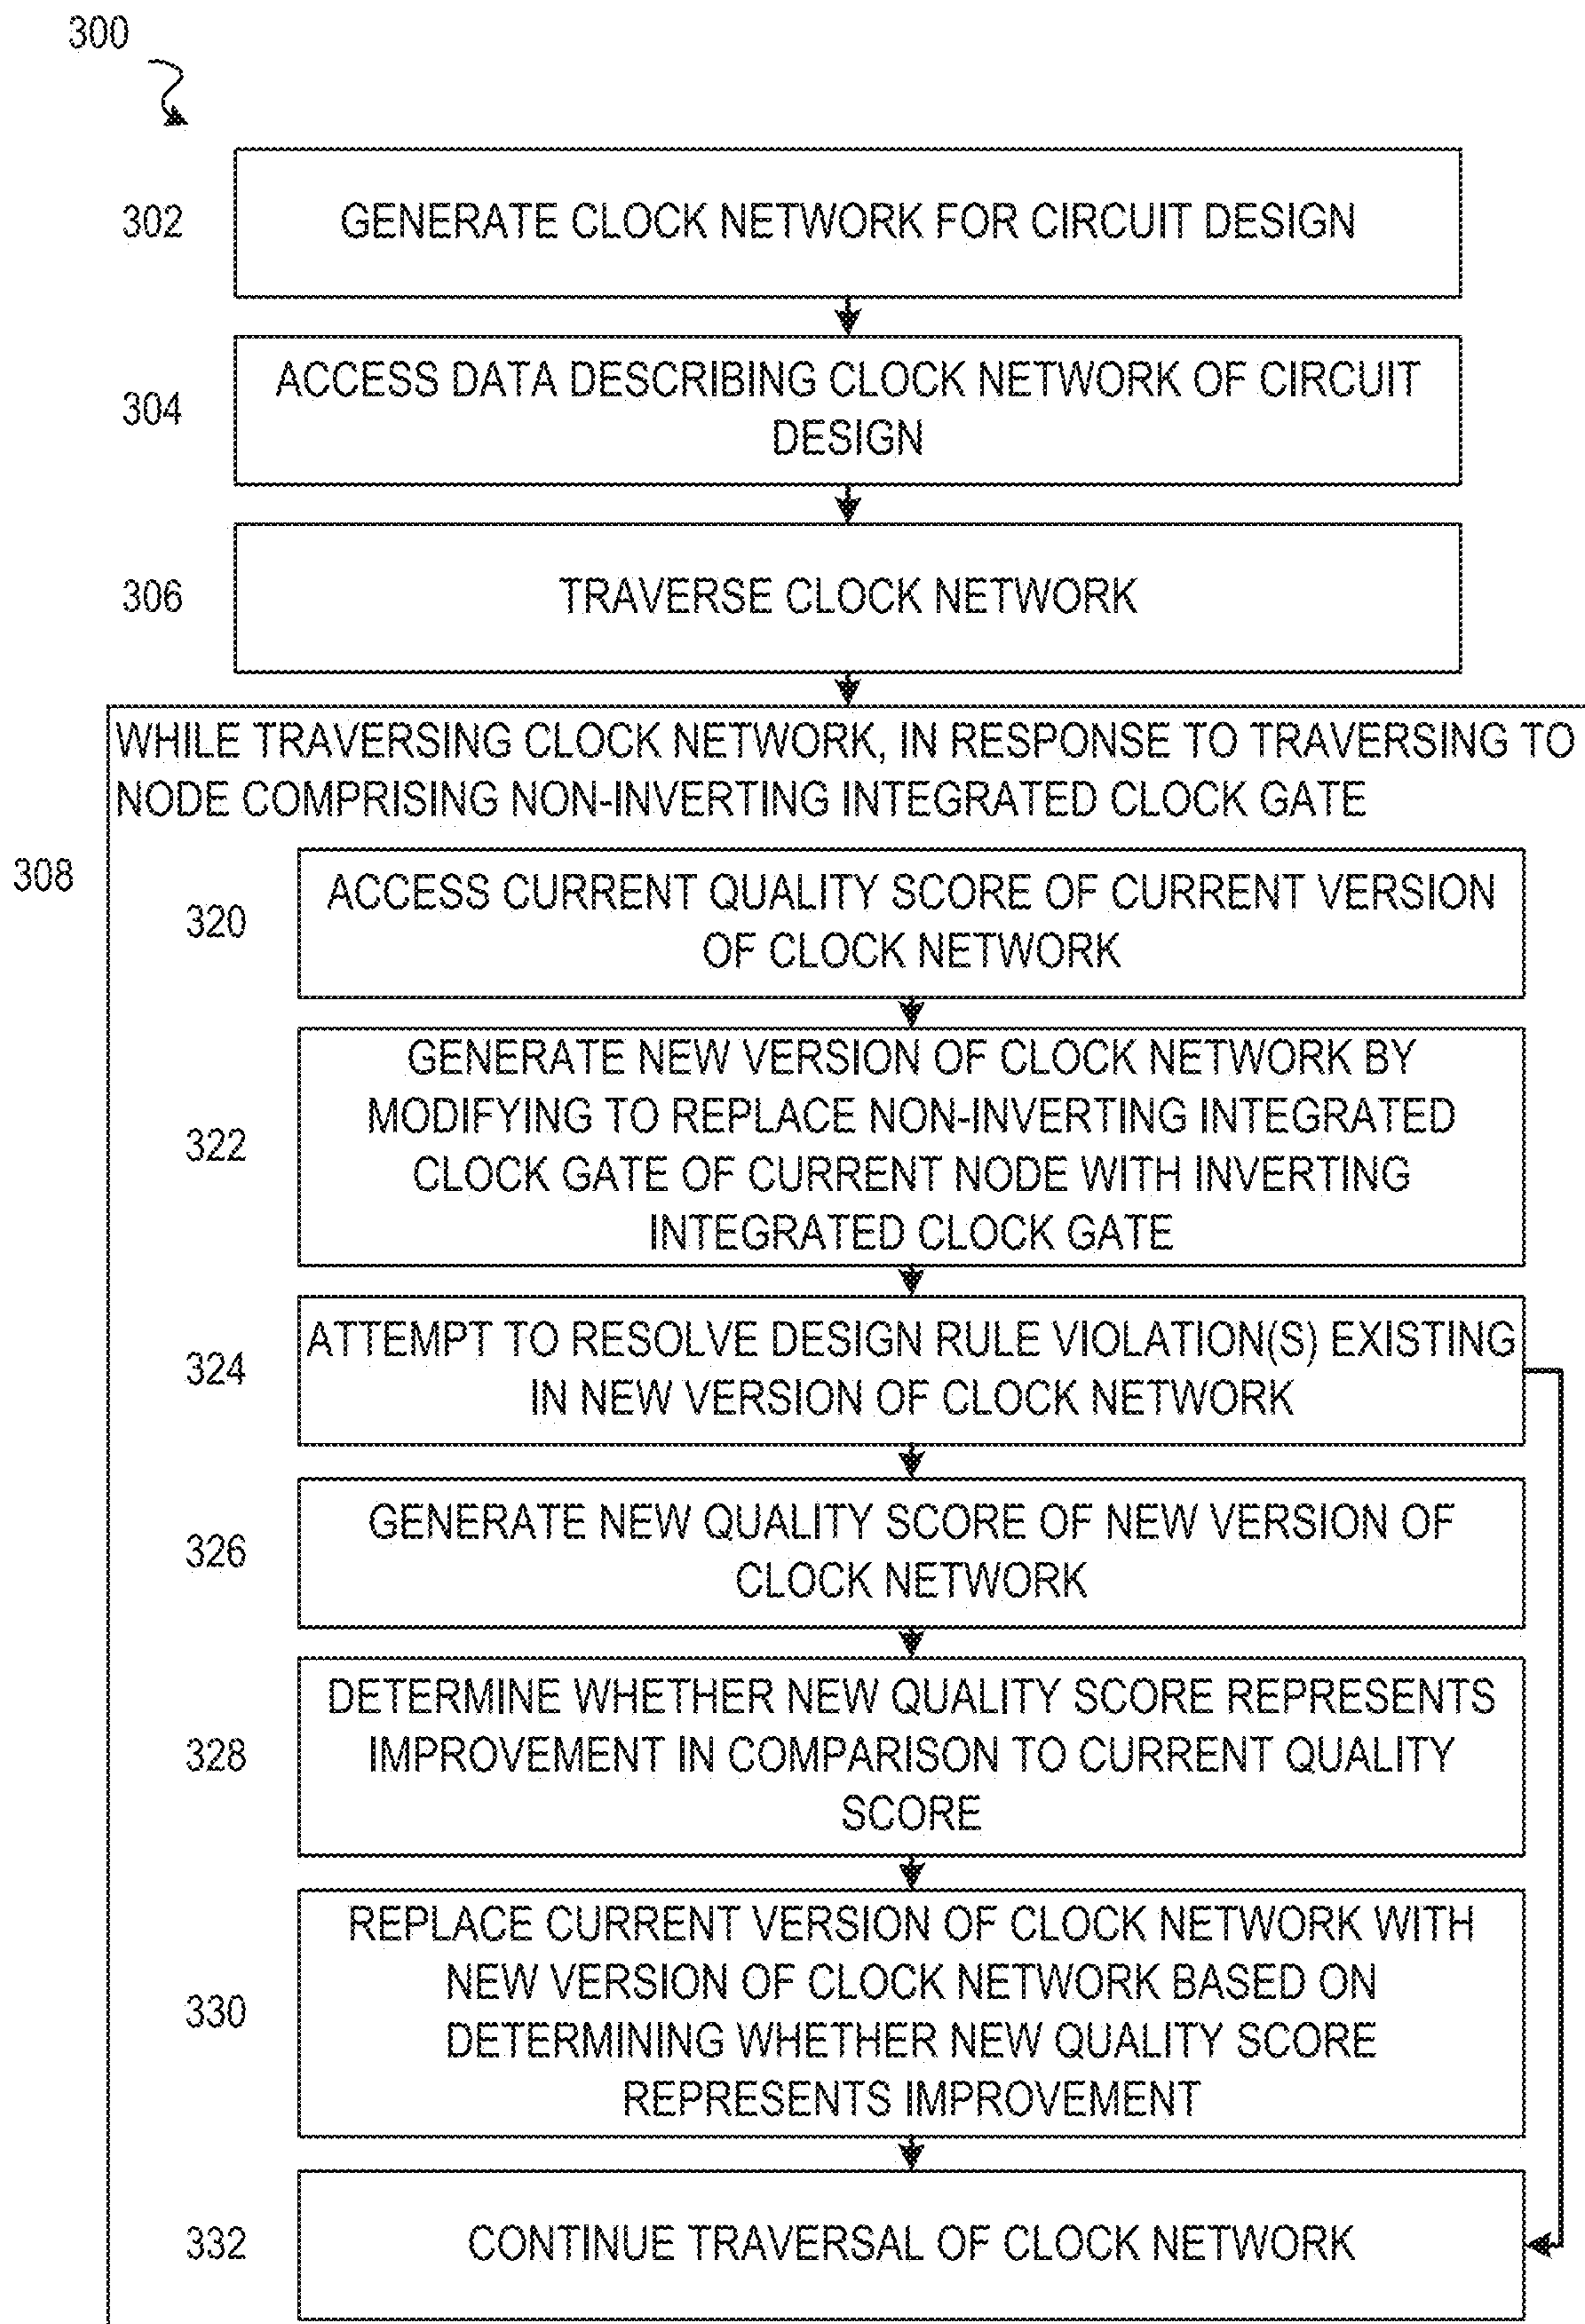 300
302
GENERATE CLOCK NETWORK FOR CIRCUIT DESIGN
304
ACCESS DATA DESCRIBING CLOCK NETWORK OF CIRCUIT
DESIGN
306
TRAVERSE CLOCK NETWORK
WHILE TRAVERSING CLOCK NETWORK, IN RESPONSE TO TRAVERSING TO
NODE COMPRISING NON-INVERTING INTEGRATED CLOCK GATE
308
320
ACCESS CURRENT QUALITY SCORE OF CURRENT VERSION
OF CLOCK NETWORK
322
GENERATE NEW VERSION OF CLOCK NETWORK BY
MODIFYING TO REPLACE NON-INVERTING INTEGRATED
CLOCK GATE OF CURRENT NODE WITH INVERTING
INTEGRATED CLOCK GATE
324
ATTEMPT TO RESOLVE DESIGN RULE VIOLATION(S) EXISTING
IN NEW VERSION OF CLOCK NETWORK
326
GENERATE NEW QUALITY SCORE OF NEW VERSION OF
CLOCK NETWORK
328
DETERMINE WHETHER NEW QUALITY SCORE REPRESENTS
IMPROVEMENT IN COMPARISON TO CURRENT QUALITY
SCORE
330
REPLACE CURRENT VERSION OF CLOCK NETWORK WITH
NEW VERSION OF CLOCK NETWORK BASED ON
DETERMINING WHETHER NEW QUALITY SCORE
REPRESENTS IMPROVEMENT
332
CONTINUE TRAVERSAL OF CLOCK NETWORK